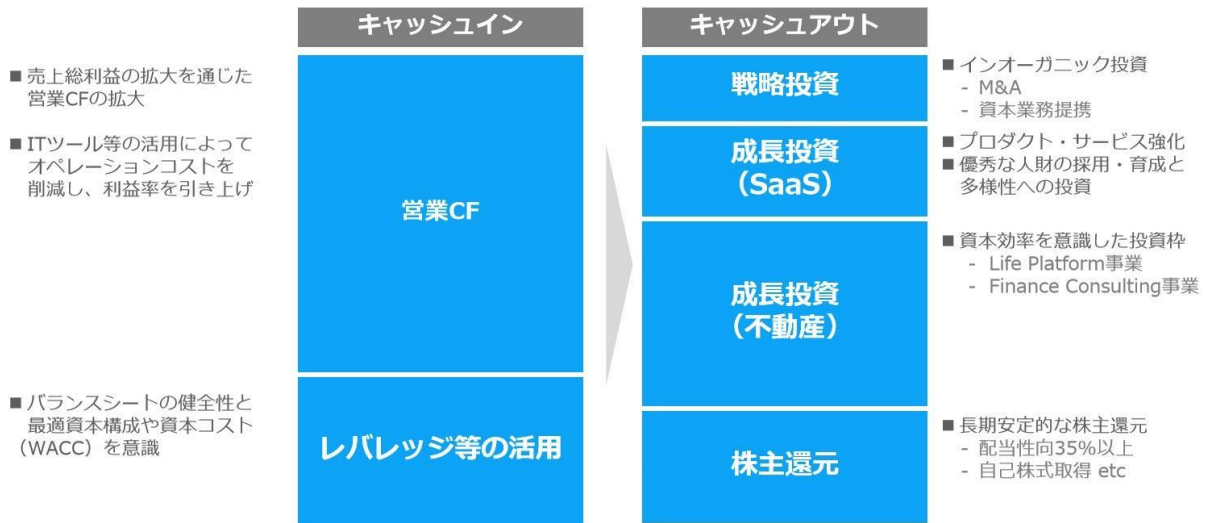 キャッシュイン
キャッシュアウト
■ 売上総利益の拡大を通じた
営業CFの拡大
■ ITツール等の活用によって
オペレーションコストを
削減し、利益率を引き上げ
営業CF
■ バランスシートの健全性と
最適資本構成や資本コスト
（WACC）を意識
レバレッジ等の活用
戦略投資
■ インオーガニック投資
- M&A
- 資本業務提携
成長投資
（SaaS）
■ プロダクト・サービス強化
■ 優秀な人財の採用・育成と
多様性への投資
成長投資
（不動産）
■ 資本効率を意識した投資枠
- Life Platform事業
- Finance Consulting事業
株主還元
■ 長期安定的な株主還元
- 配当性向35%以上
- 自己株式取得 etc